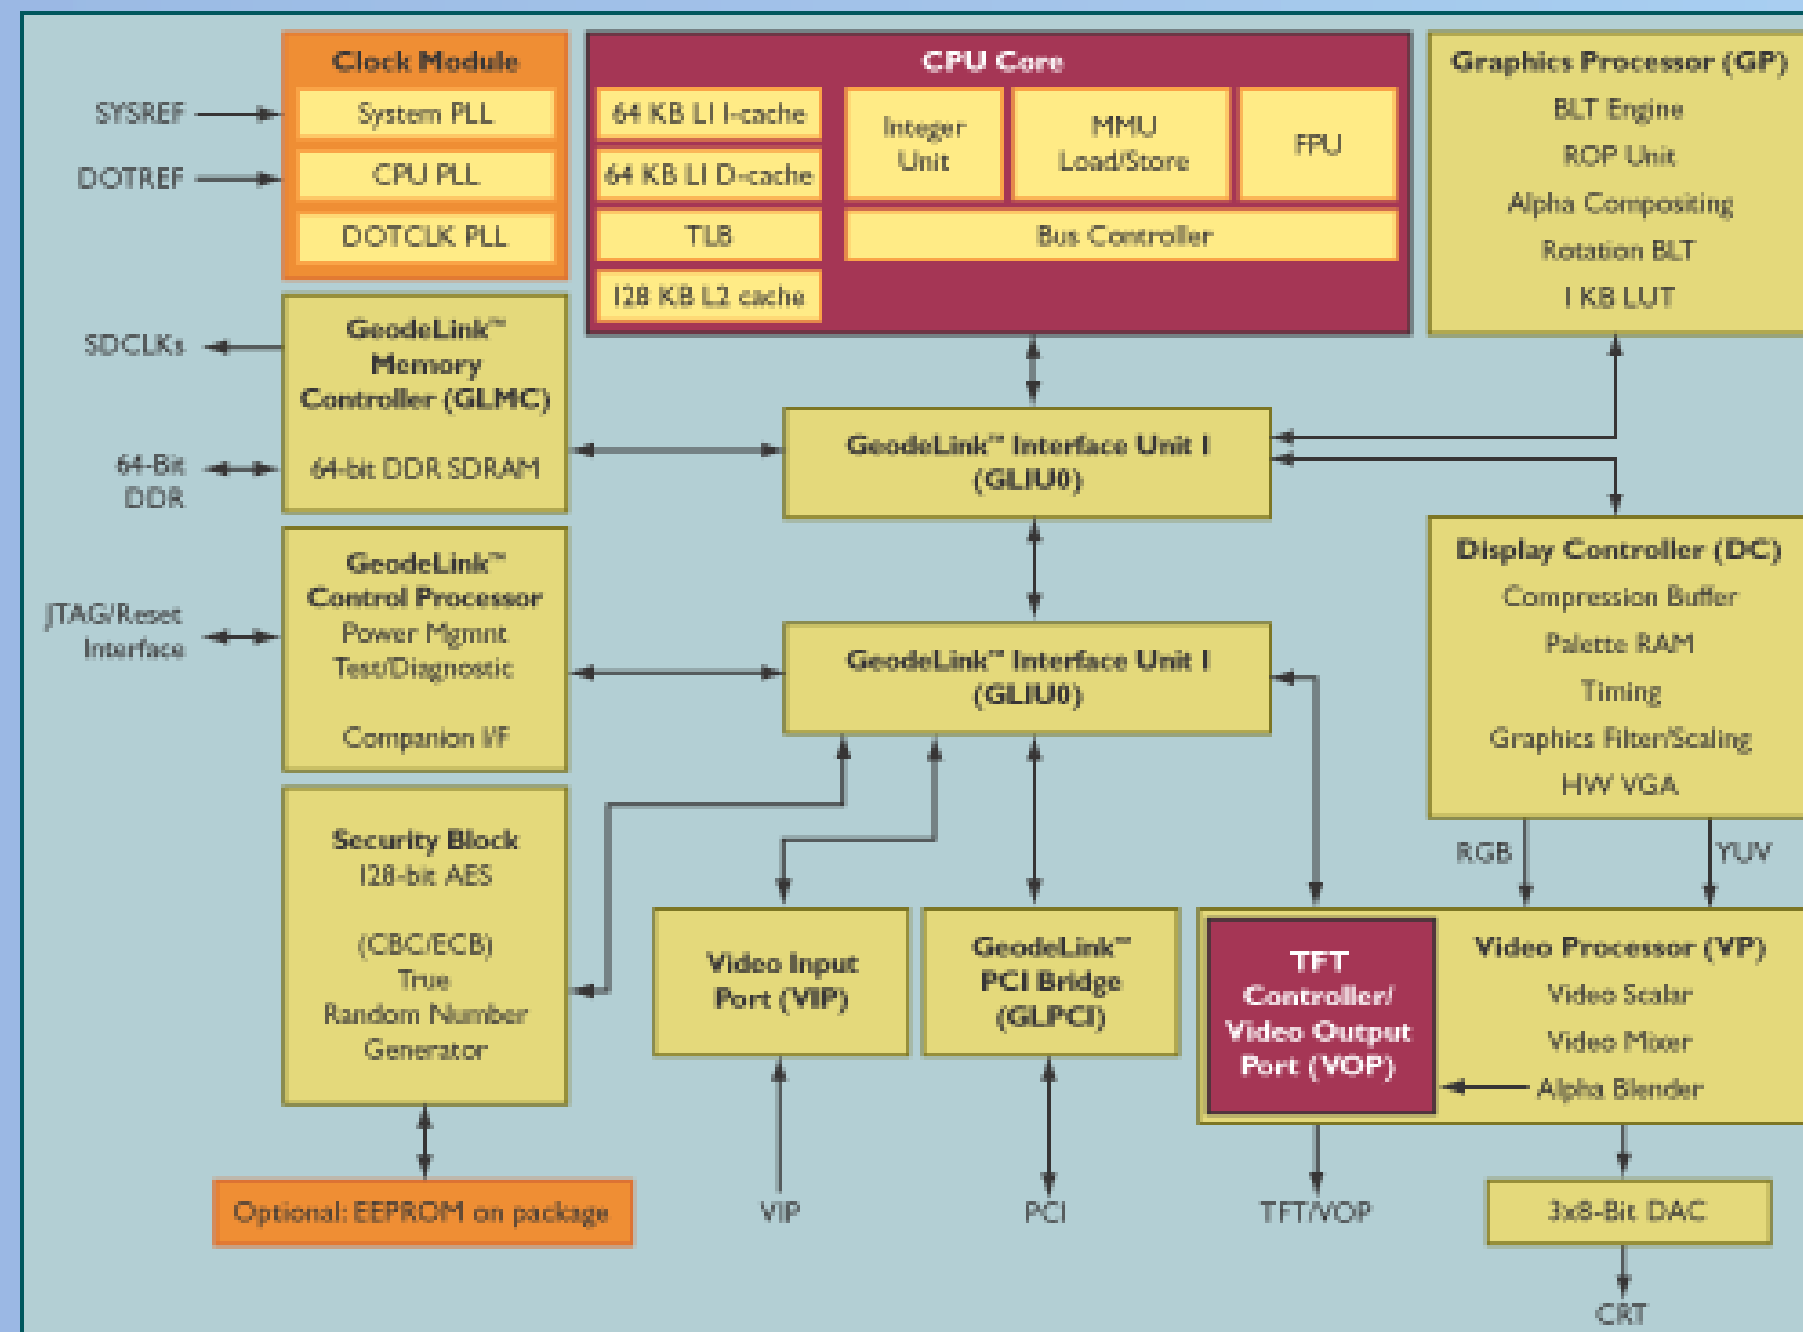 Clock Module
System PLL
CPU PLL
DOTCLK PLL
SYSREF
DOTREF
CPU Core
64 KB L1 I-cache
64 KB L1 D-cache
TLB
128 KB L2 cache
Integer
Unit
MMU
Load/Store
FPU
Bus Controller
Graphics Processor (GP)
BLT Engine
ROP Unit
Alpha Compositing
Rotation BLT
1 KB LUT
SDCLKs
64-Bit
DDR
GeodeLink™
Memory
Controller (GLMC)
64-bit DDR SDRAM
GeodeLink™ Interface Unit 1
(GLIU0)
JTAG/Reset
Interface
GeodeLink™
Control Processor
Power Mgmnt
Test/Diagnostic
Companion I/F
GeodeLink™ Interface Unit 1
(GLIU0)
Display Controller (DC)
Compression Buffer
Palette RAM
Timing
Graphics Filter/Scaling
HW VGA
RGB
YUV
Security Block
128-bit AES
(CBC/ECB)
True
Random Number
Generator
Video Input
Port (VIP)
GeodeLink™
PCI Bridge
(GLPCI)
TFT
Controller/
Video Output
Port (VOP)
Video Processor (VP)
Video Scalar
Video Mixer
Alpha Blender
Optional: EEPROM on package
VIP
PCI
TFT/VOP
3x8-Bit DAC
CRT